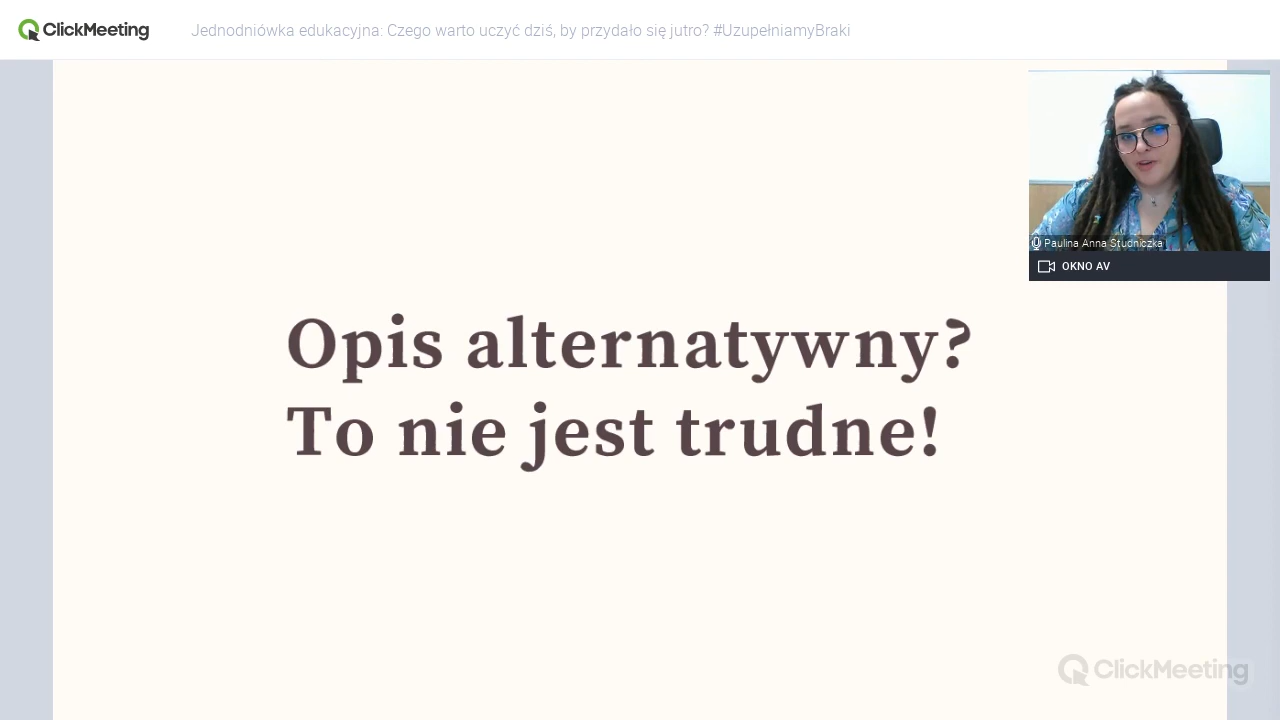 ClickMeeting
Jednodniówka edukacyjna: Czego warto uczyć dziś, by przydało się jutro? #UzupełniamyBraki
Paulina Anna Studniczka
OKNO AV
Opis alternatywny?
To nie jest trudne!
ClickMeeting